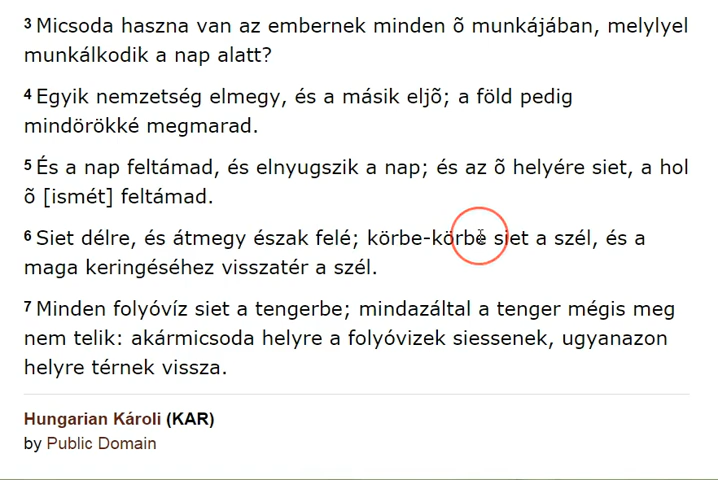 3 Micsoda haszna van az embernek minden õ munkájában, melylyel
munkálkodik a nap alatt?
4 Egyik nemzetség elmegy, és a másik eljõ; a föld pedig
mindörökké megmarad.
5 És a nap feltámad, és elnyugszik a nap; és az õ helyére siet, a hol
õ [ismét] feltámad.
6 Siet délre, és átmegy észak felé; körbe-körbe siet a szél, és a
maga keringéséhez visszatér a szél.
7 Minden folyóvíz siet a tengerbe; mindazáltal a tenger mégis meg
nem telik: akármicsoda helyre a folyóvizek siessenek, ugyanazon
helyre térnek vissza.
Hungarian Károli (KAR)
by Public Domain